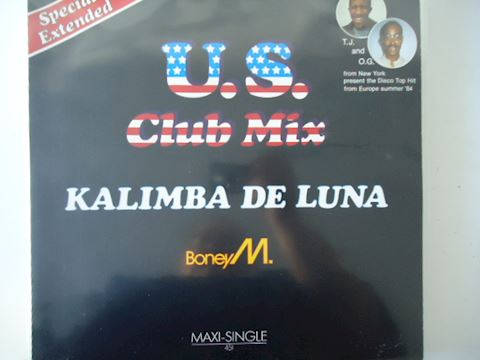 Special
Extended
T.J.
and
O.G.
from New York
present the Disco Top Hit
from Europe summer '84
U.S.
Club Mix
KALIMBA DE LUNA
Boney M.
MAXI-SINGLE
45